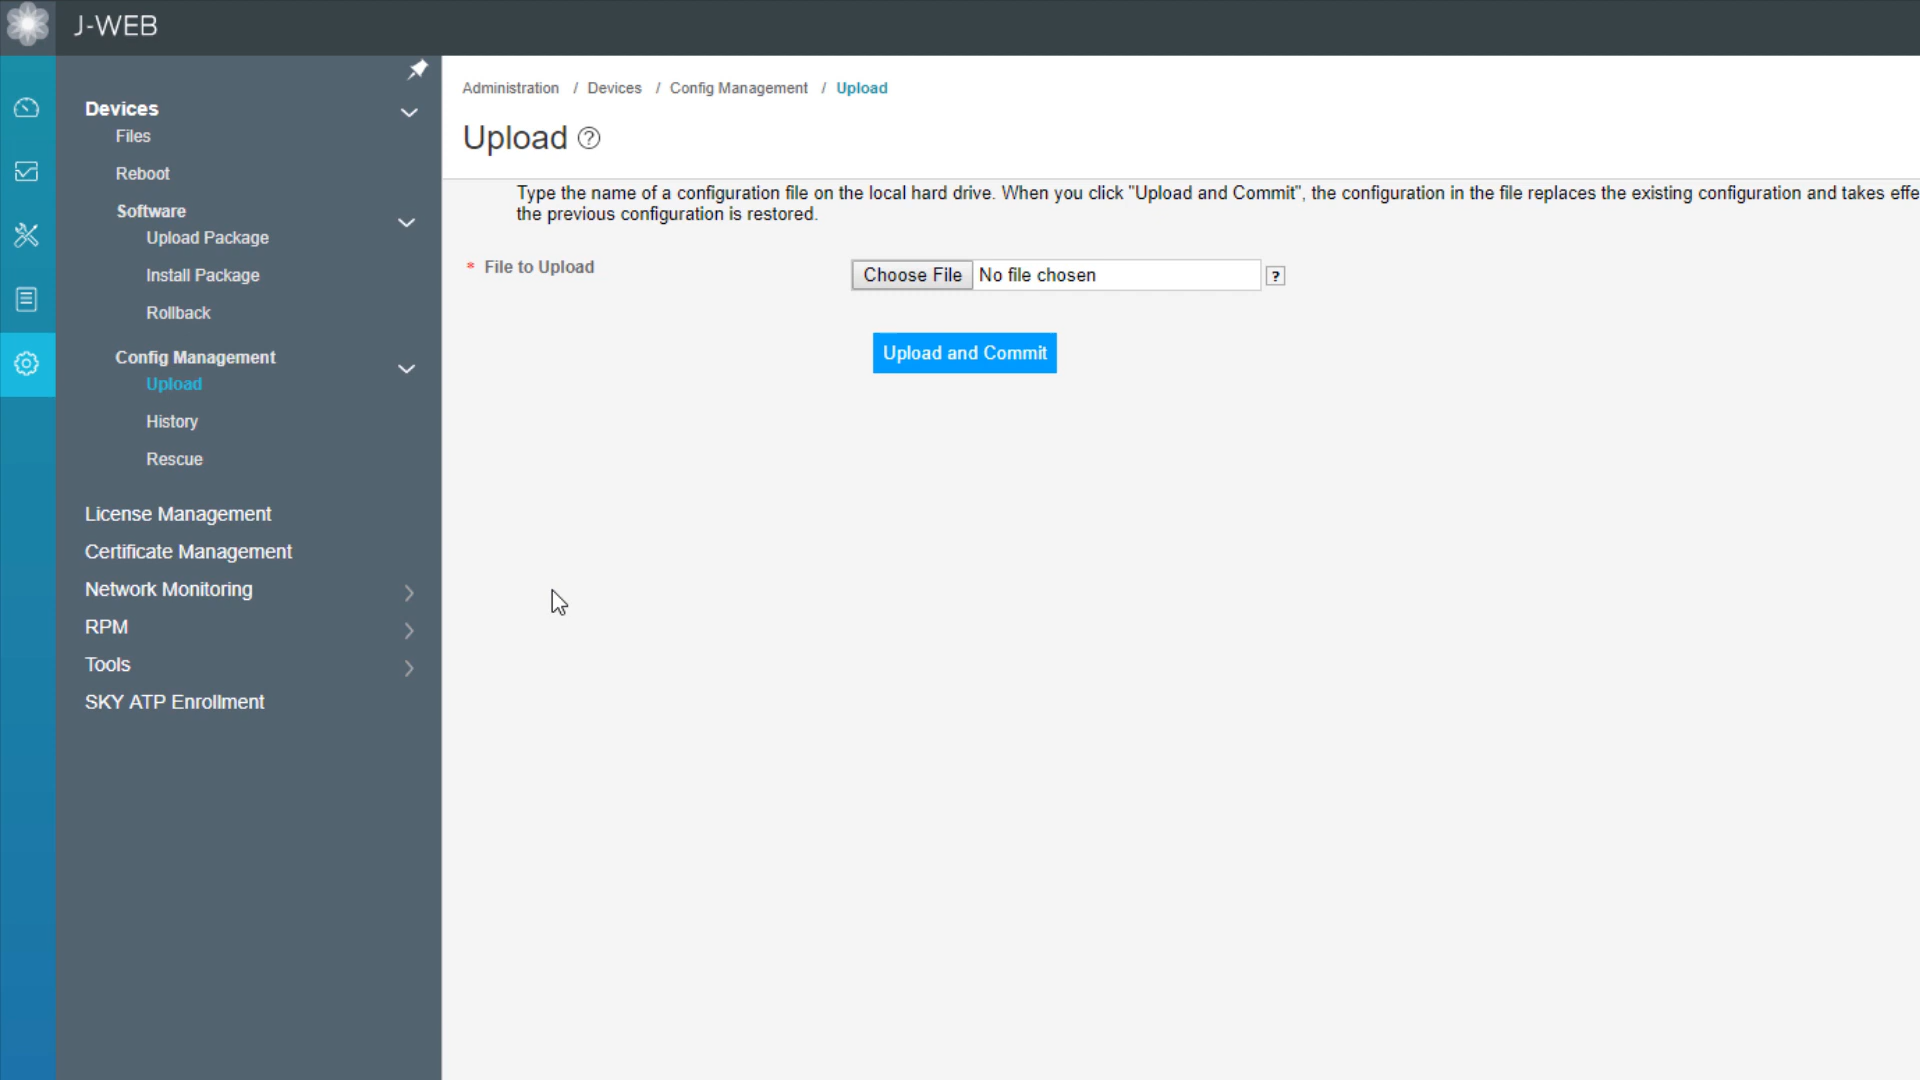 J-WEB
Devices
Files
Reboot
Software
Upload Package
Install Package
Rollback
Config Management
Upload
History
Rescue
License Management
Certificate Management
Network Monitoring
RPM
Tools
SKY ATP Enrollment
Administration / Devices / Config Management / Upload
Upload ?
Type the name of a configuration file on the local hard drive. When you click "Upload and Commit", the configuration in the file replaces the existing configuration and takes effe
the previous configuration is restored.
* File to Upload
Choose File No file chosen ?
Upload and Commit